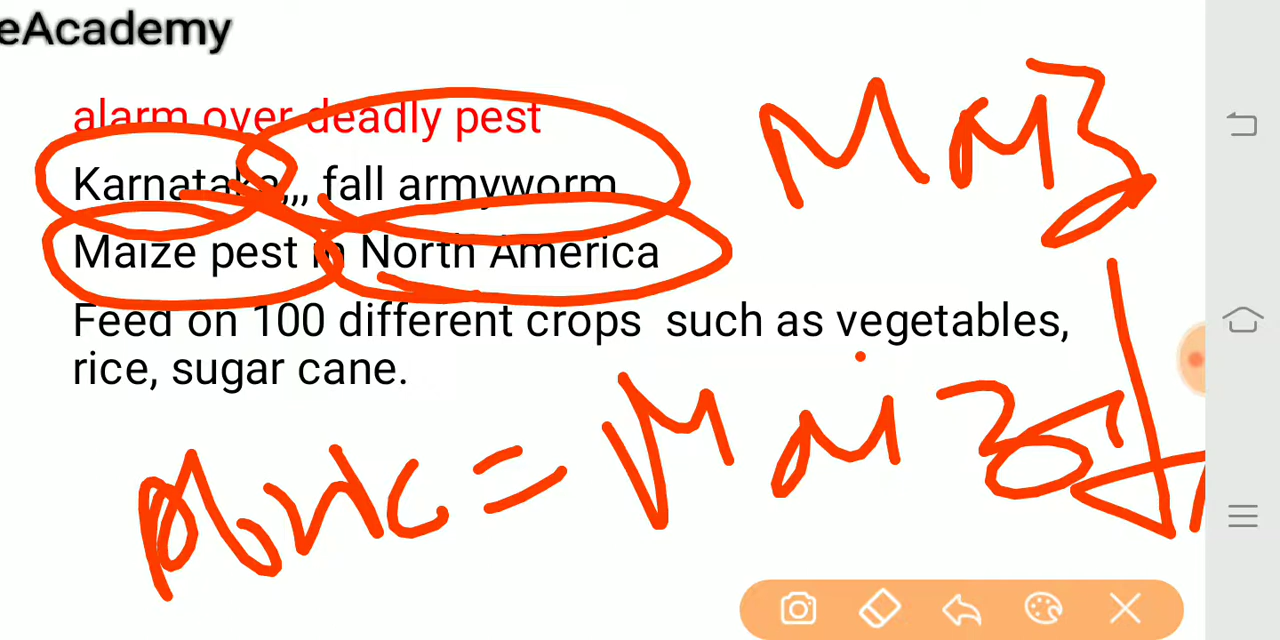 eAcademy
alarm over deadly pest
Karnataka,,, fall armyworm
Maize pest in North America
Feed on 100 different crops such as vegetables,
rice, sugar cane.